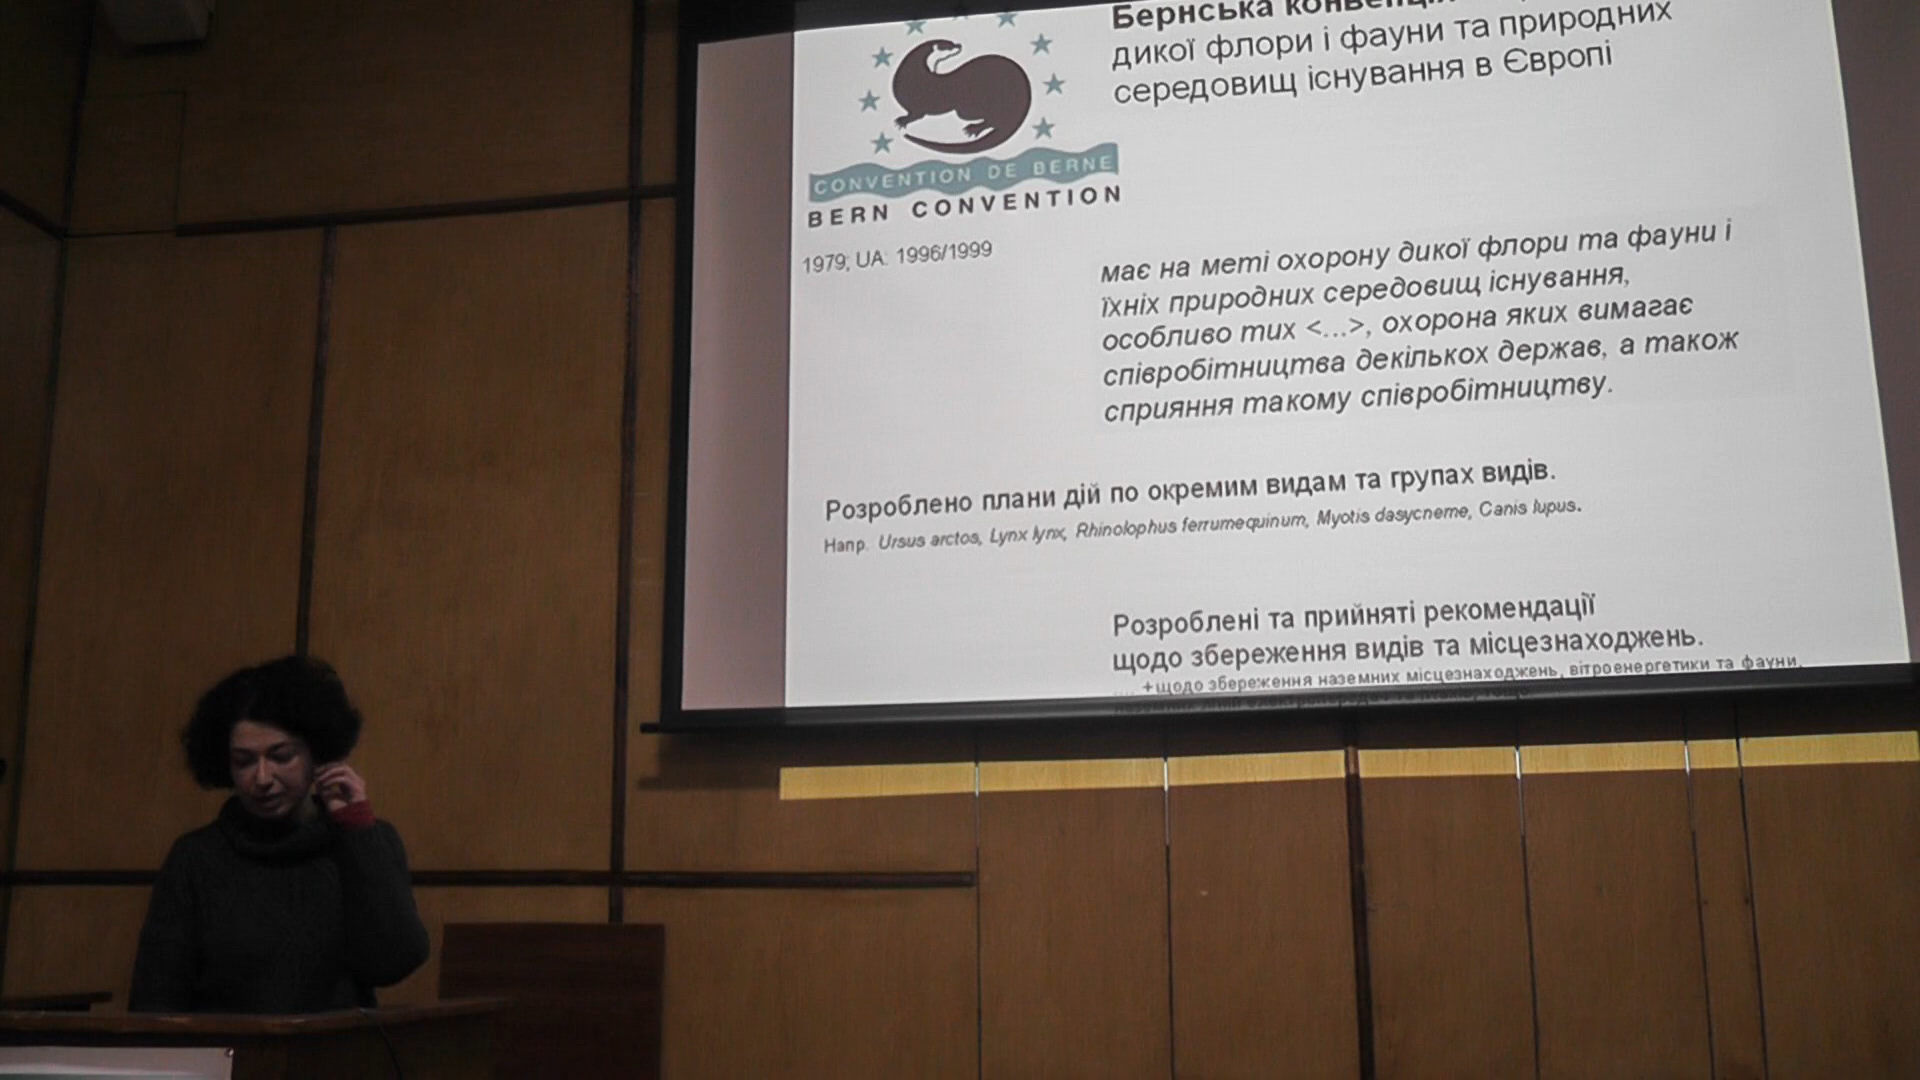 Бернська
дикої флори і фауни та природних
середовищ існування в Європі
CONVENTION DE BERNE
BERN CONVENTION
1979; UA: 1996/1999
має на меті охорону дикої флори та фауни і
їхніх природних середовищ існування,
особливо тих <...>, охорона яких вимагає
співробітництва декількох держав, а також
сприяння такому співробітництву.
Розроблено плани дій по окремим видам та групах видів.
Напр. Ursus arctos, Lynx lynx, Rhinolophus ferrumequinum, Myotis dasycneme, Canis lupus.
Розроблені та прийняті рекомендації
щодо збереження видів та місцезнаходжень.
+щодо збереження наземних місцезнаходжень, вітроенергетики та фауни,